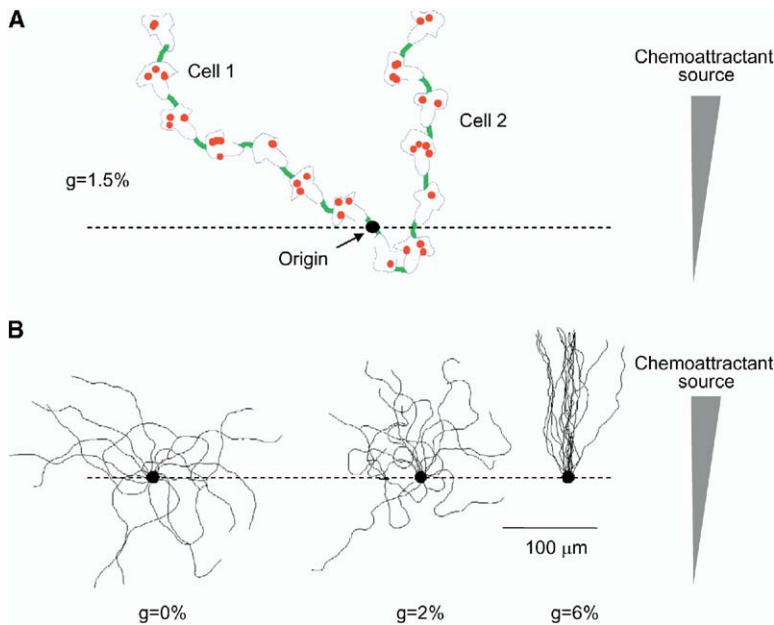 A
Cell 1
Cell 2
Chemoattractant
source
g=1.5%
Origin
B
Chemoattractant
source
100 µm
g=0%
g=2%
g=6%